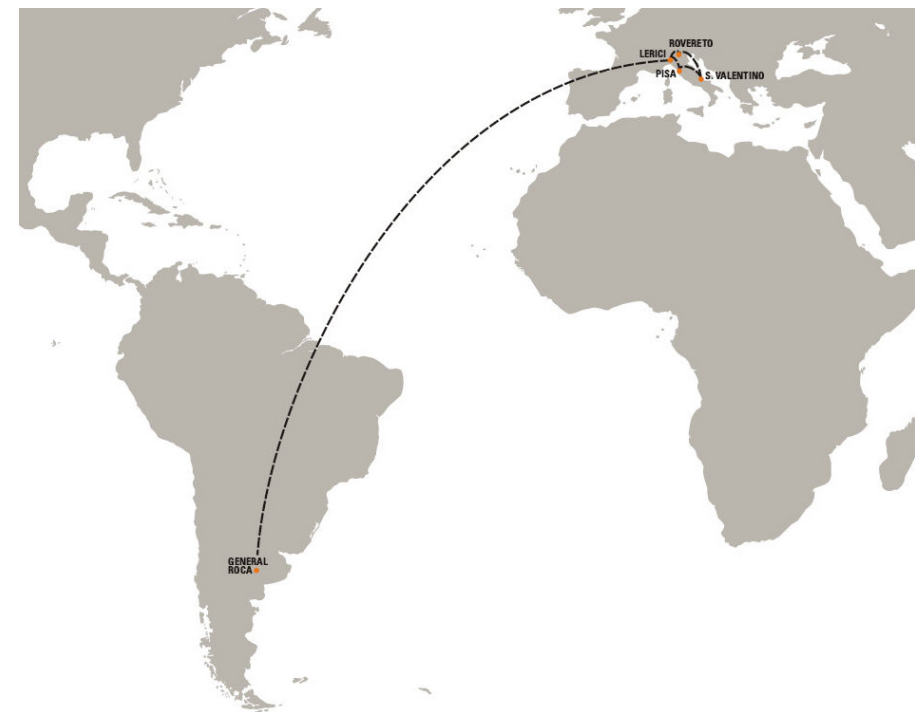 ROVERETO
LERICI
PISA
S. VALENTINO
GENERAL
ROCA